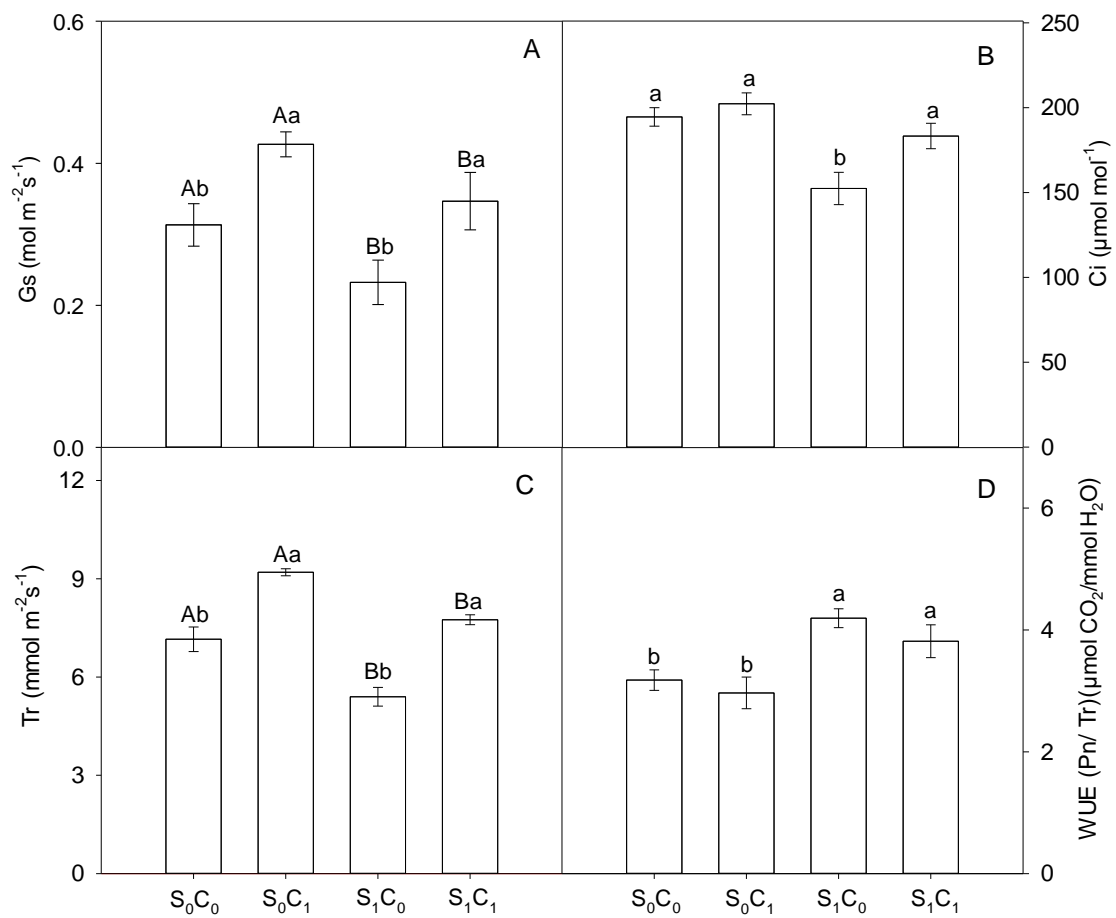 A
Gs (mol m⁻²s⁻¹)
0.6
0.4
0.2
0.0
Ab
Aa
Bb
Ba
B
Ci (μmol mol⁻¹)
250
200
150
100
50
0
a
a
b
a
C
Tr (mmol m⁻²s⁻¹)
12
9
6
3
0
Ab
Aa
Bb
Ba
S₀C₀ S₀C₁ S₁C₀ S₁C₁
D
WUE (Pn/ Tr)(μmol CO₂/mmol H₂O)
6
4
2
0
b
b
a
a
S₀C₀ S₀C₁ S₁C₀ S₁C₁